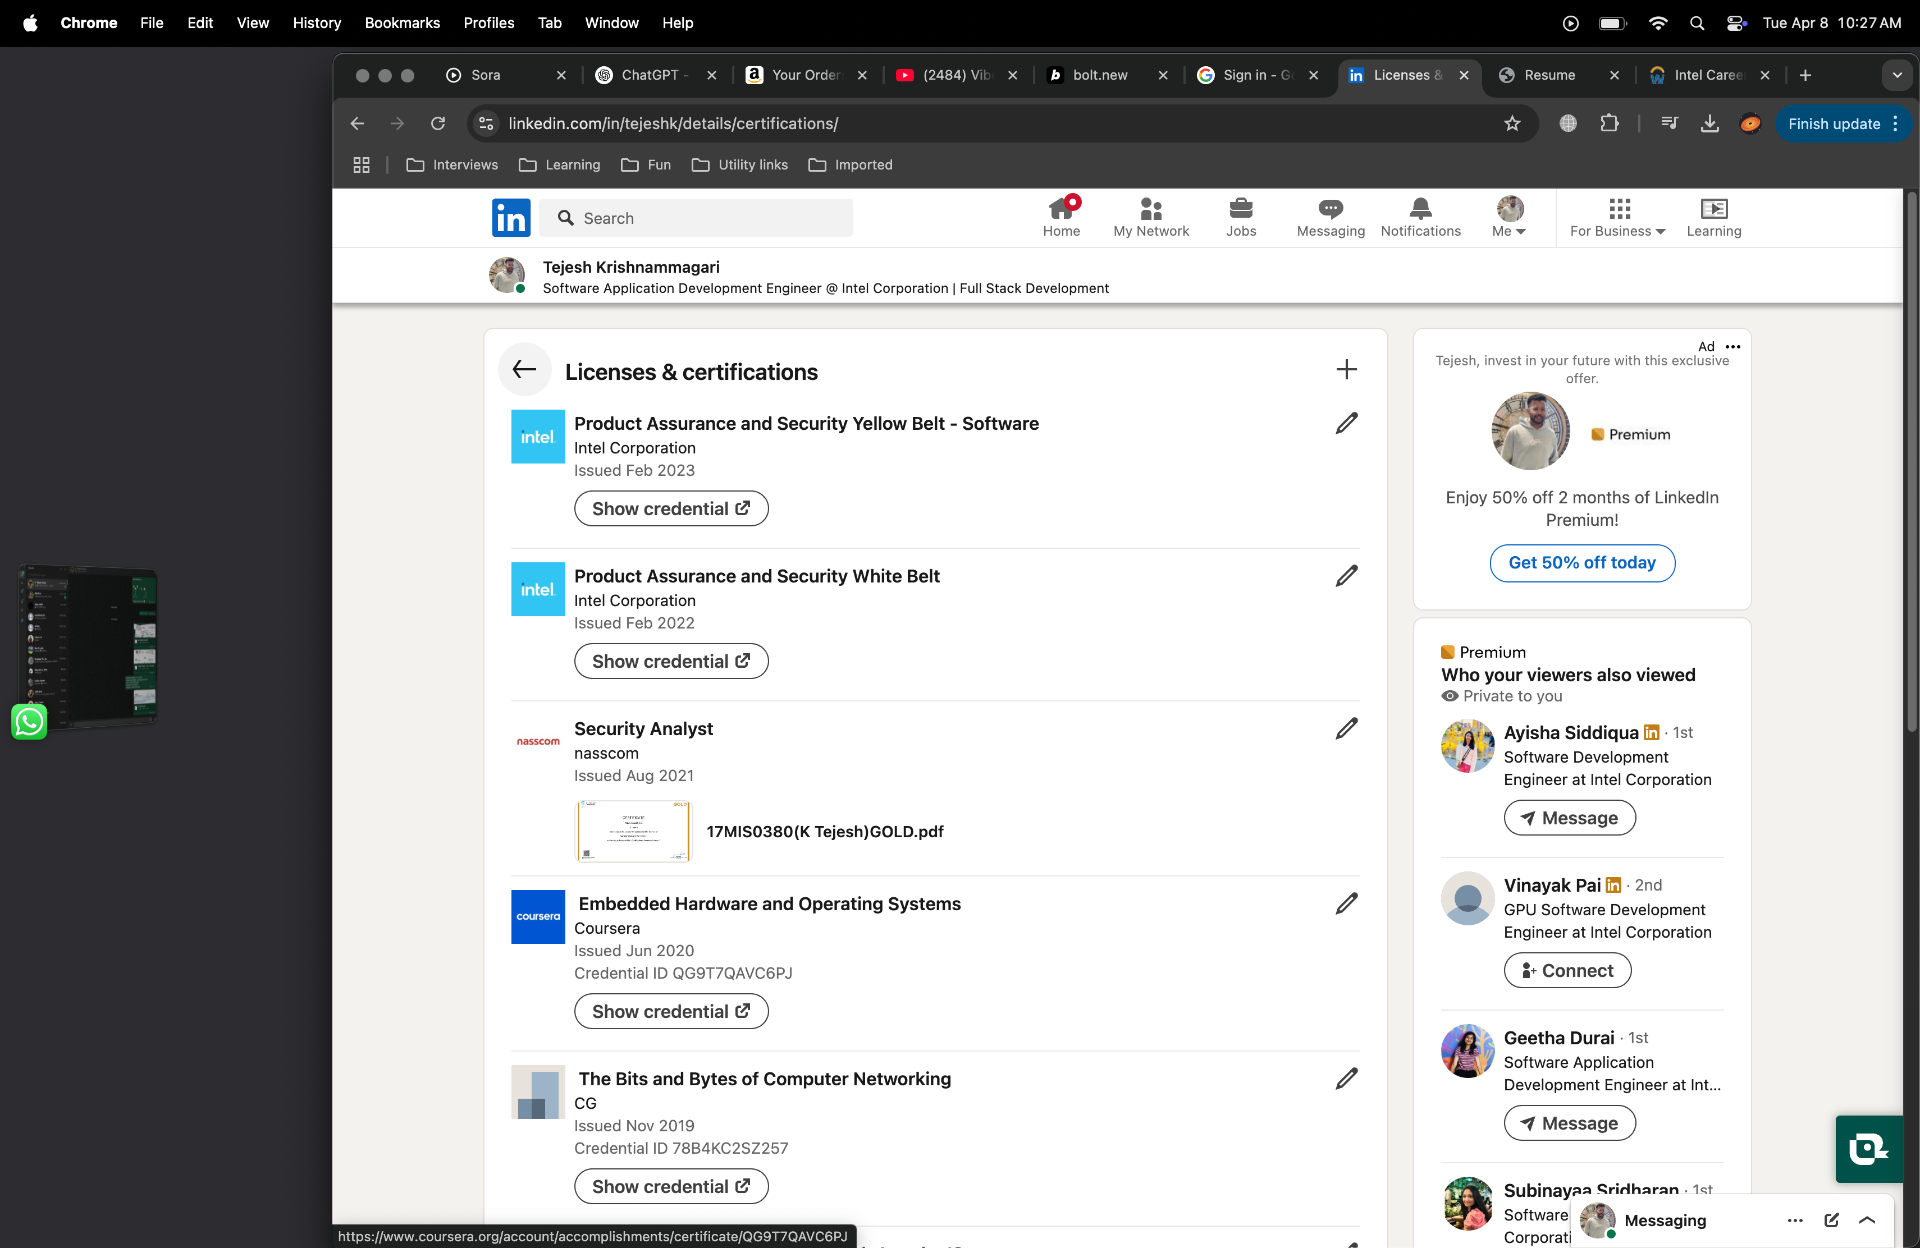 Chrome File Edit View History Bookmarks Profiles Tab Window Help Tue Apr 8 10:27 AM
Sora ChatGPT - Your Order (2484) Vib bolt.new Sign in - Go Licenses & Resume Intel Caree
linkedin.com/in/tejeshk/details/certifications/ Finish update
Interviews Learning Fun Utility links Imported
in Search Home My Network Jobs Messaging Notifications Me For Business Learning
Tejesh Krishnammagari
Software Application Development Engineer @ Intel Corporation | Full Stack Development
Licenses & certifications
intel. Product Assurance and Security Yellow Belt - Software
Intel Corporation
Issued Feb 2023
Show credential
intel. Product Assurance and Security White Belt
Intel Corporation
Issued Feb 2022
Show credential
nasscom Security Analyst
nasscom
Issued Aug 2021
17MIS0380(K Tejesh)GOLD.pdf
coursera Embedded Hardware and Operating Systems
Coursera
Issued Jun 2020
Credential ID QG9T7QAVC6PJ
Show credential
The Bits and Bytes of Computer Networking
CG
Issued Nov 2019
Credential ID 78B4KC2SZ257
Show credential
Ad
Tejesh, invest in your future with this exclusive
offer.
Premium
Enjoy 50% off 2 months of LinkedIn
Premium!
Get 50% off today
Premium
Who your viewers also viewed
Private to you
Ayisha Siddiqua in · 1st
Software Development
Engineer at Intel Corporation
Message
Vinayak Pai in · 2nd
GPU Software Development
Engineer at Intel Corporation
Connect
Geetha Durai · 1st
Software Application
Development Engineer at Int...
Message
Subinayaa Sridharan · 1st
Software
Corporati
Messaging
https://www.coursera.org/account/accomplishments/certificate/QG9T7QAVC6PJ